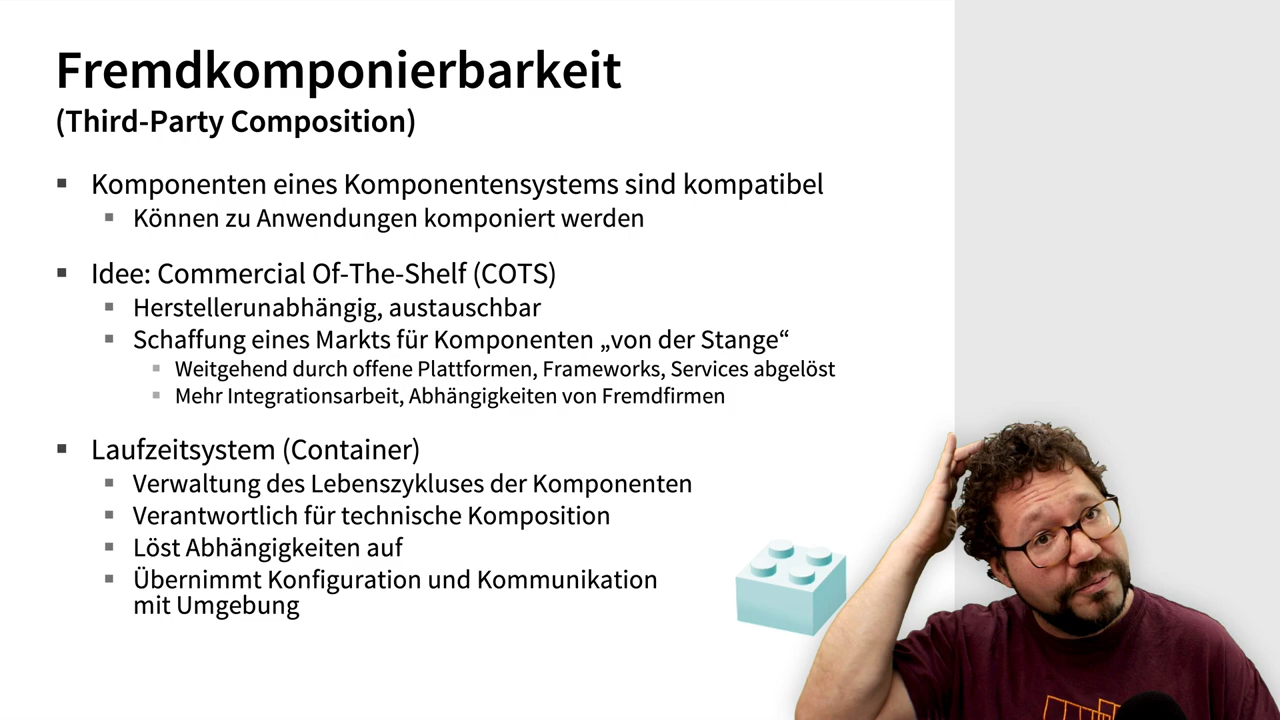 Fremdkomponierbarkeit
(Third-Party Composition)
Komponenten eines Komponentensystems sind kompatibel
Können zu Anwendungen komponiert werden
Idee: Commercial Of-The-Shelf (COTS)
Herstellerunabhängig, austauschbar
Schaffung eines Markts für Komponenten „von der Stange“
Weitgehend durch offene Plattformen, Frameworks, Services abgelöst
Mehr Integrationsarbeit, Abhängigkeiten von Fremdfirmen
Laufzeitsystem (Container)
Verwaltung des Lebenszykluses der Komponenten
Verantwortlich für technische Komposition
Löst Abhängigkeiten auf
Übernimmt Konfiguration und Kommunikation
mit Umgebung